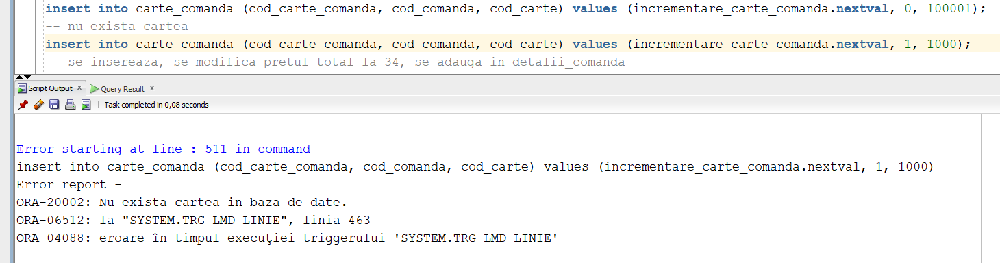 insert into carte_comanda (cod_carte_comanda, cod_comanda, cod_carte) values (incrementare_carte_comanda.nextval, 0, 100001);
-- nu exista cartea
insert into carte_comanda (cod_carte_comanda, cod_comanda, cod_carte) values (incrementare_carte_comanda.nextval, 1, 1000);
-- se insereaza, se modifica pretul total la 34, se adauga in detalii_comanda
Script Output x Query Result x
Task completed in 0,08 seconds
Error starting at line : 511 in command -
insert into carte_comanda (cod_carte_comanda, cod_comanda, cod_carte) values (incrementare_carte_comanda.nextval, 1, 1000)
Error report -
ORA-20002: Nu exista cartea in baza de date.
ORA-06512: la "SYSTEM.TRG_LMD_LINIE", linia 463
ORA-04088: eroare în timpul execuţiei triggerului 'SYSTEM.TRG_LMD_LINIE'